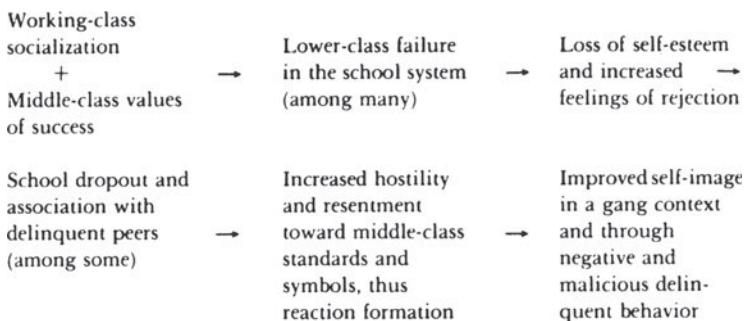 Working-class
socialization
+
Middle-class values
of success
→
Lower-class failure
in the school system
(among many)
→
Loss of self-esteem
and increased →
feelings of rejection
School dropout and
association with
delinquent peers
(among some)
→
Increased hostility
and resentment
toward middle-class
standards and
symbols, thus
reaction formation
→
Improved self-image
in a gang context
and through
negative and
malicious delin-
quent behavior